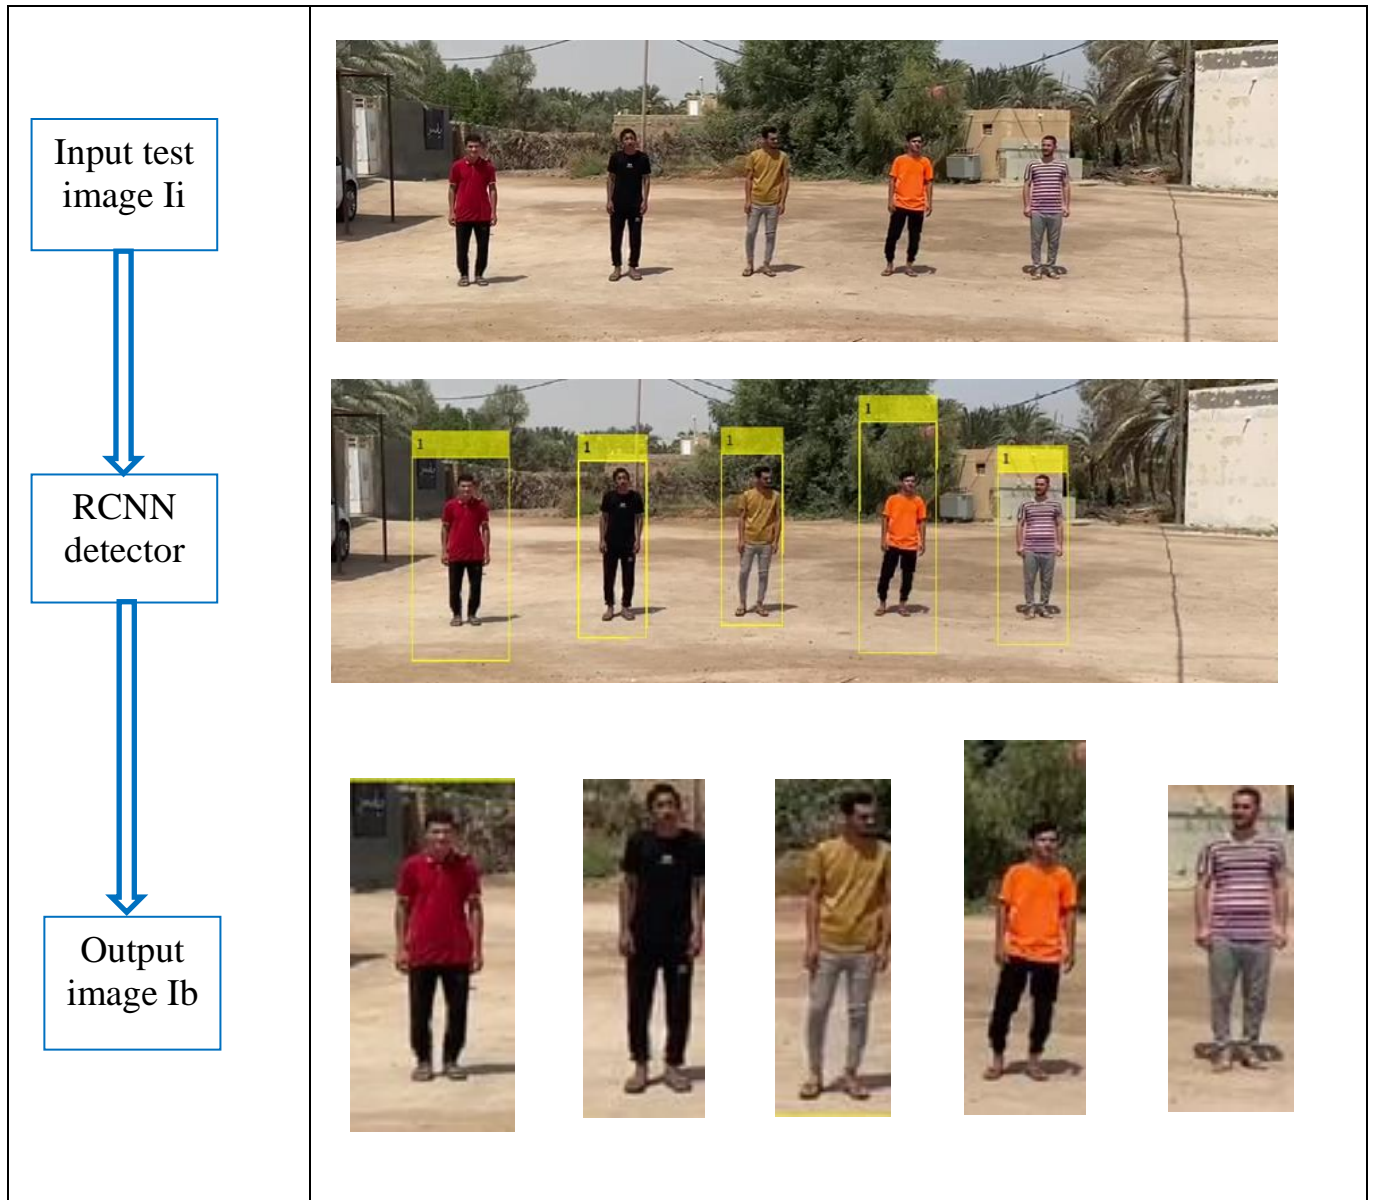 Input test
image Ii
RCNN
detector
Output
image Ib
1
1
1
1
1